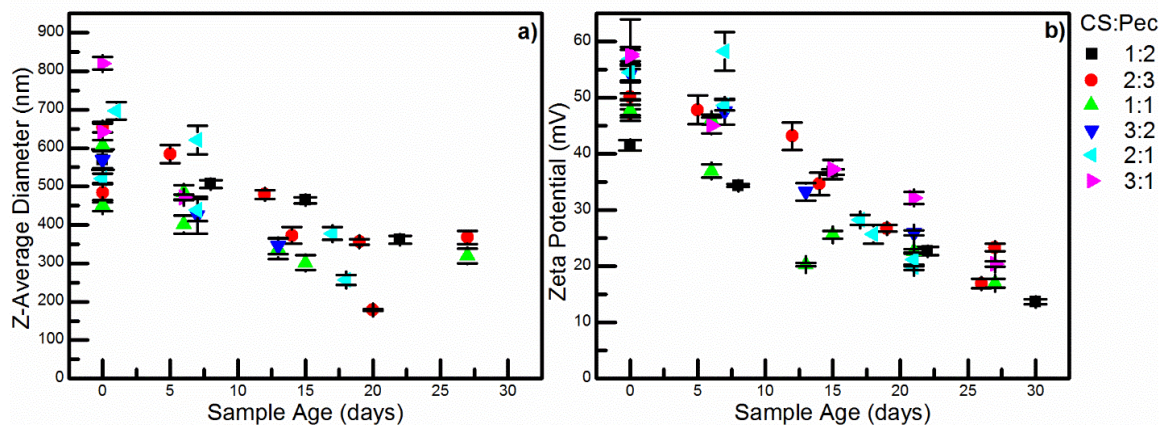 a)
900
800
700
600
500
400
300
200
100
0
Z-Average Diameter (nm)
0 5 10 15 20 25 30
Sample Age (days)
b)
60
50
40
30
20
10
0
Zeta Potential (mV)
0 5 10 15 20 25 30
Sample Age (days)
CS:Pec
1:2
2:3
1:1
3:2
2:1
3:1